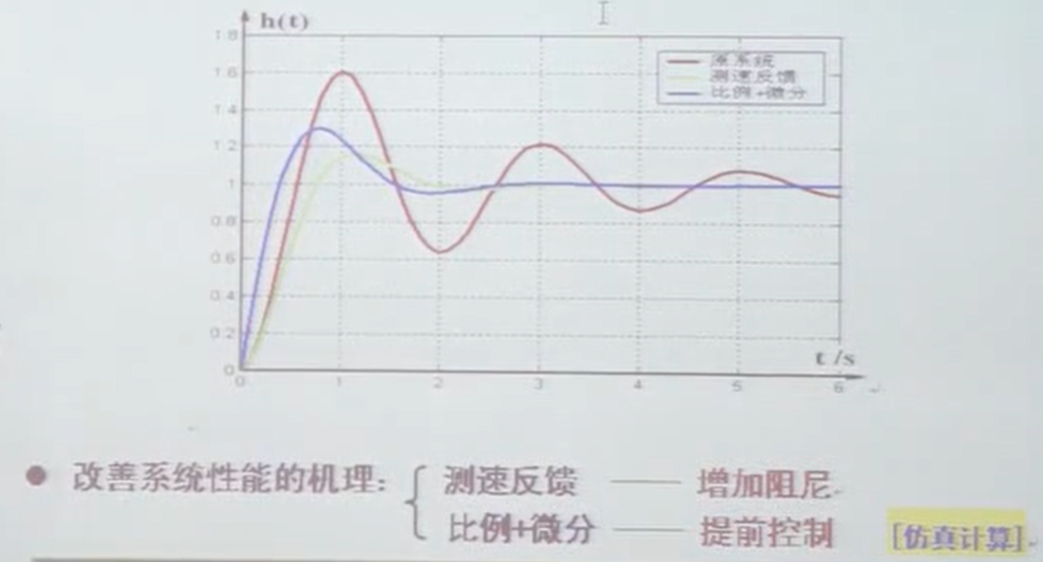 h(t)
1.8
原系统
1.6
测速反馈
比例+微分
1.4
1.2
1
0.8
0.6
0.4
0.2
t/s
0
0 1 2 3 4 5 6
● 改善系统性能的机理:
测速反馈 —— 增加阻尼
比例+微分 —— 提前控制
[仿真计算]